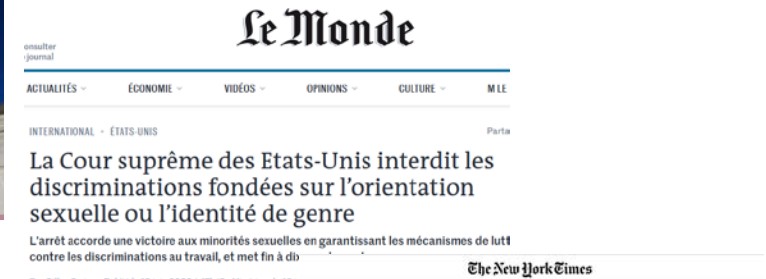 Le Monde
onsulter
journal
ACTUALITÉS ÉCONOMIE VIDÉOS OPINIONS CULTURE M LE
INTERNATIONAL • ÉTATS-UNIS
Parta
La Cour suprême des Etats-Unis interdit les
discriminations fondées sur l'orientation
sexuelle ou l'identité de genre
L'arrêt accorde une victoire aux minorités sexuelles en garantissant les mécanismes de lutt
contre les discriminations au travail, et met fin à
The New York Times